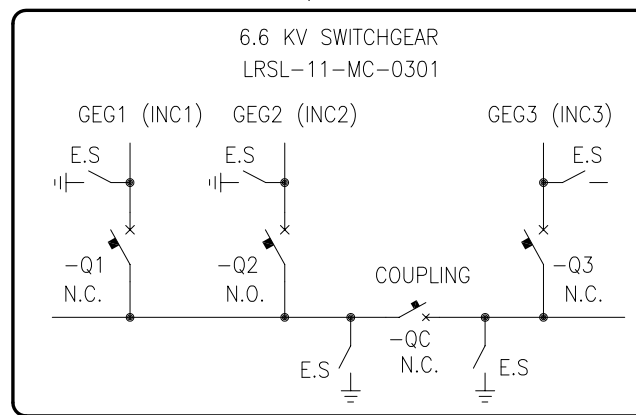 6.6 KV SWITCHGEAR
LRSL-11-MC-0301
GEG1 (INC1) GEG2 (INC2) GEG3 (INC3)
E.S E.S E.S
-Q1 -Q2 COUPLING -Q3
N.C. N.O. N.C.
-QC
N.C.
E.S E.S